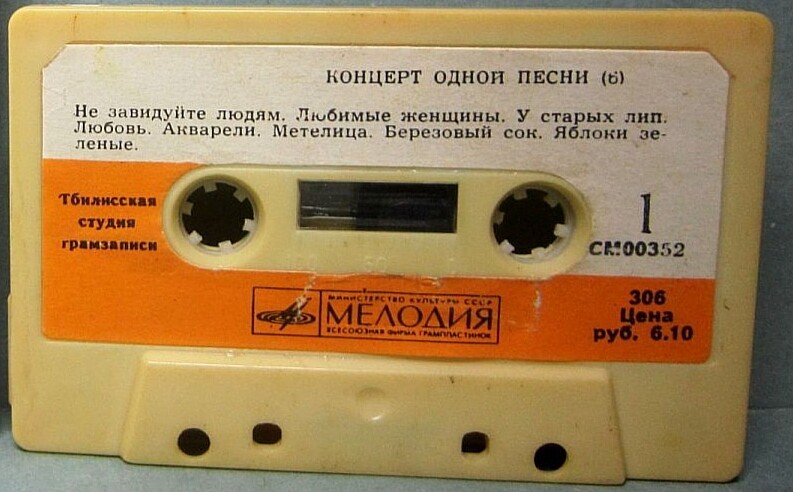 КОНЦЕРТ ОДНОЙ ПЕСНИ (6)
Не завидуйте людям. Любимые женщины. У старых лип.
Любовь. Акварели. Метелица. Березовый сок. Яблоки зе-
леные.
Тбилисская
студия
грамзаписи
1
СМ00352
МИНИСТЕРСТВО КУЛЬТУРЫ СССР
МЕЛОДИЯ
ВСЕСОЮЗНАЯ ФИРМА ГРАМПЛАСТИНОК
306
Цена
руб. 6.10